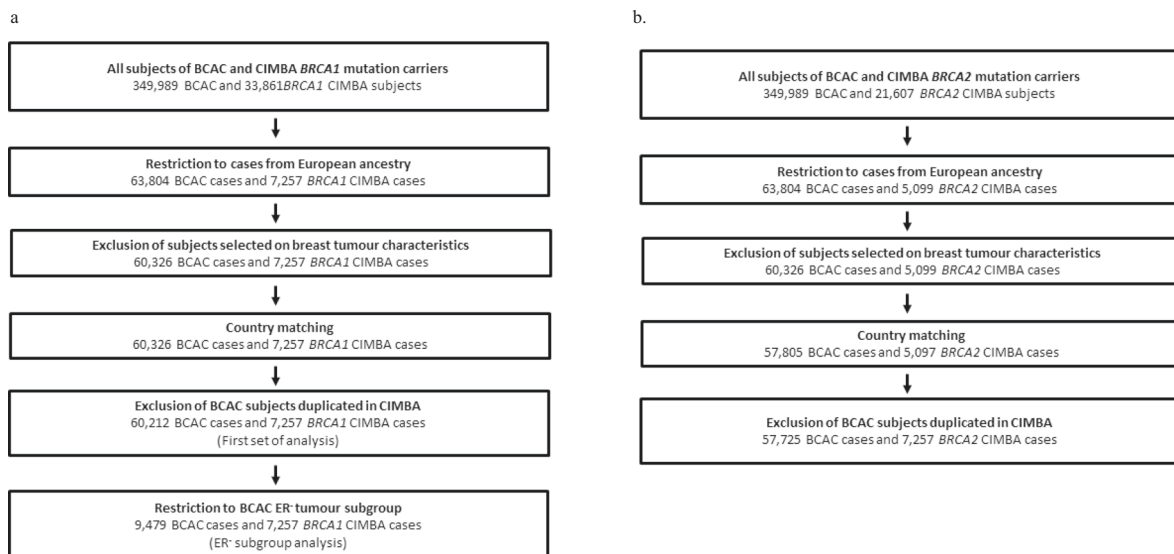 a
All subjects of BCAC and CIMBA BRCA1 mutation carriers
349,989 BCAC and 33,861BRCA1 CIMBA subjects
Restriction to cases from European ancestry
63,804 BCAC cases and 7,257 BRCA1 CIMBA cases
Exclusion of subjects selected on breast tumour characteristics
60,326 BCAC cases and 7,257 BRCA1 CIMBA cases
Country matching
60,326 BCAC cases and 7,257 BRCA1 CIMBA cases
Exclusion of BCAC subjects duplicated in CIMBA
60,212 BCAC cases and 7,257 BRCA1 CIMBA cases
(First set of analysis)
Restriction to BCAC ER⁻ tumour subgroup
9,479 BCAC cases and 7,257 BRCA1 CIMBA cases
(ER⁻ subgroup analysis)
b.
All subjects of BCAC and CIMBA BRCA2 mutation carriers
349,989 BCAC and 21,607 BRCA2 CIMBA subjects
Restriction to cases from European ancestry
63,804 BCAC cases and 5,099 BRCA2 CIMBA cases
Exclusion of subjects selected on breast tumour characteristics
60,326 BCAC cases and 5,099 BRCA2 CIMBA cases
Country matching
57,805 BCAC cases and 5,097 BRCA2 CIMBA cases
Exclusion of BCAC subjects duplicated in CIMBA
57,725 BCAC cases and 7,257 BRCA2 CIMBA cases